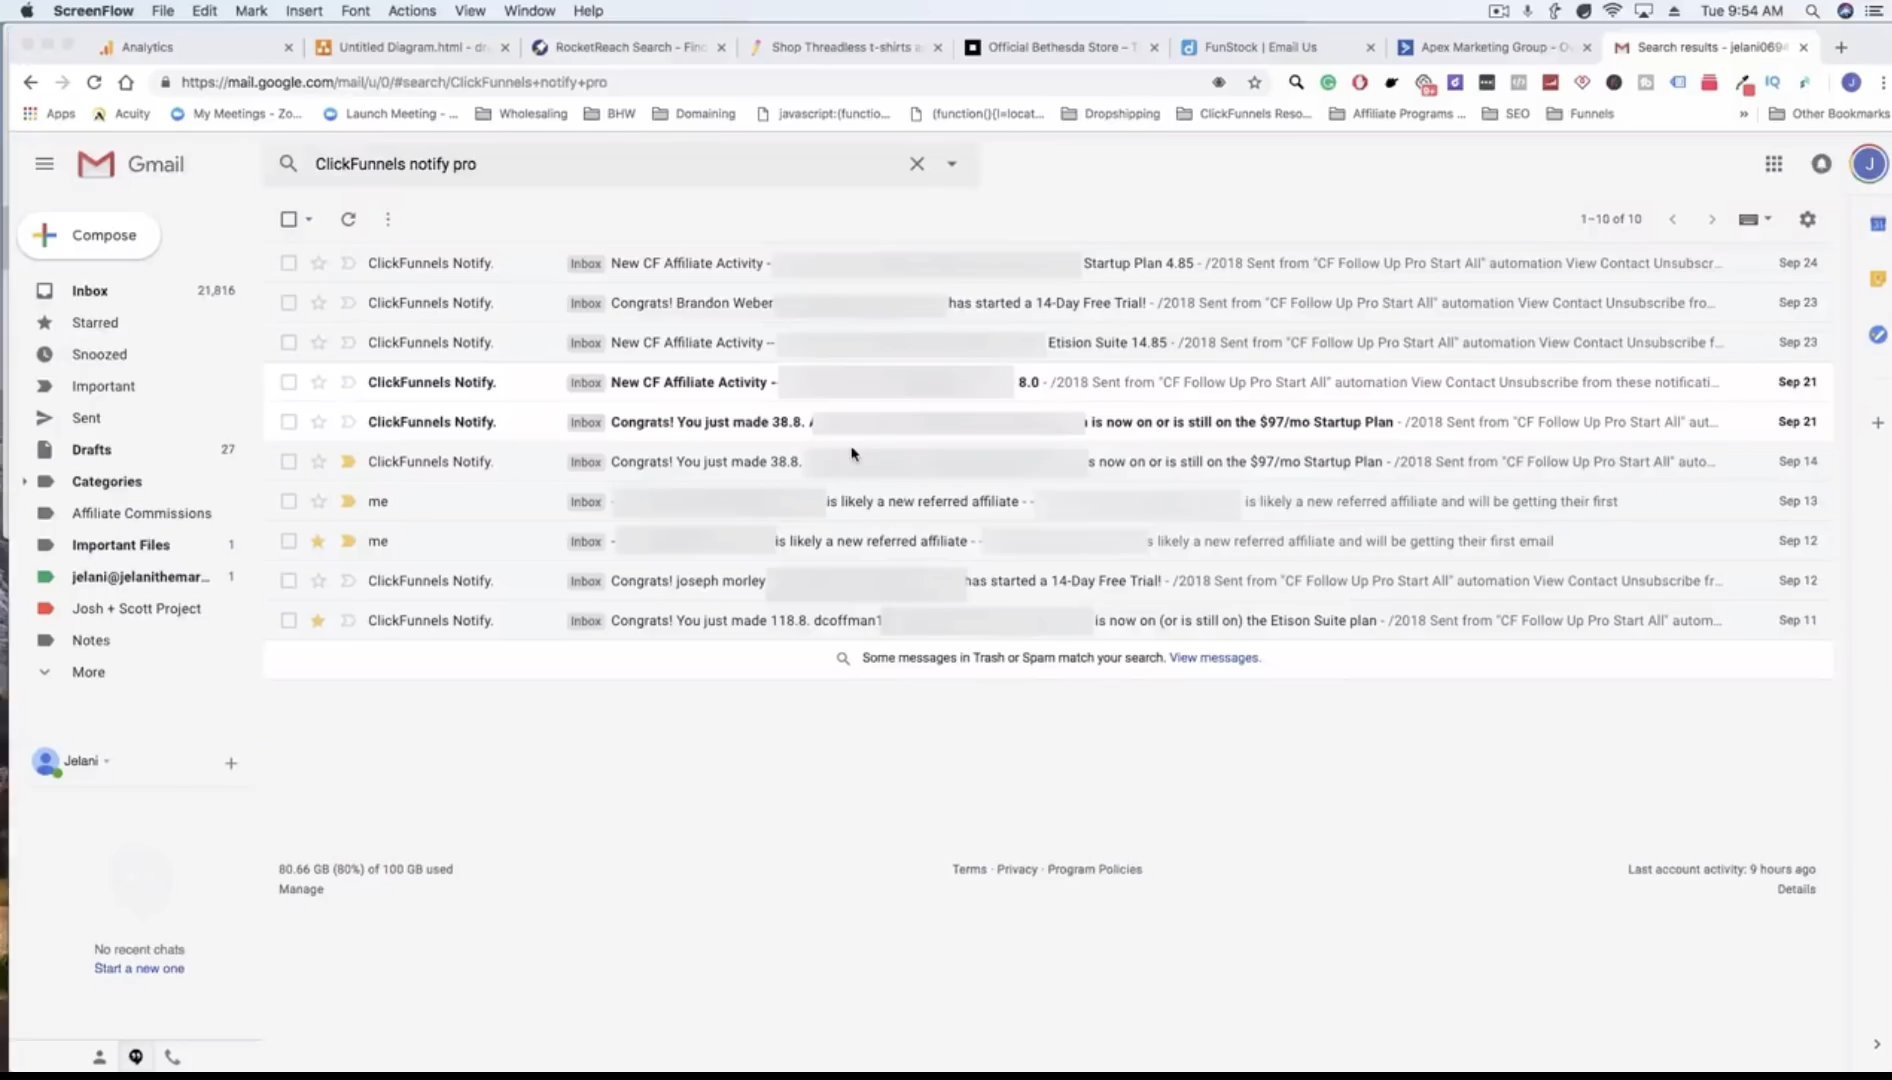 ScreenFlow File Edit Mark Insert Font Actions View Window Help Tue 9:54 AM
Analytics Untitled Diagram.html - dr RocketReach Search - Find Shop Threadless t-shirts a Official Bethesda Store – T FunStock | Email Us Apex Marketing Group - O Search results - jelani0694
https://mail.google.com/mail/u/0/#search/ClickFunnels+notify+pro 9+ IQ J
Apps Acuity My Meetings - Zo... Launch Meeting - ... Wholesaling BHW Domaining javascript:(functio... (function(){l=locat... Dropshipping ClickFunnels Reso... Affiliate Programs ... SEO Funnels » Other Bookmarks
Gmail ClickFunnels notify pro J
Compose
1–10 of 10
Inbox 21,816
Starred
Snoozed
Important
Sent
Drafts 27
Categories
Affiliate Commissions
Important Files 1
jelani@jelanithemar... 1
Josh + Scott Project
Notes
More
Jelani
ClickFunnels Notify. Inbox New CF Affiliate Activity - Startup Plan 4.85 - /2018 Sent from "CF Follow Up Pro Start All" automation View Contact Unsubscr... Sep 24
ClickFunnels Notify. Inbox Congrats! Brandon Weber has started a 14-Day Free Trial! - /2018 Sent from "CF Follow Up Pro Start All" automation View Contact Unsubscribe fro... Sep 23
ClickFunnels Notify. Inbox New CF Affiliate Activity -- Etision Suite 14.85 - /2018 Sent from "CF Follow Up Pro Start All" automation View Contact Unsubscribe f... Sep 23
ClickFunnels Notify. Inbox New CF Affiliate Activity - 8.0 - /2018 Sent from "CF Follow Up Pro Start All" automation View Contact Unsubscribe from these notificati... Sep 21
ClickFunnels Notify. Inbox Congrats! You just made 38.8. is now on or is still on the $97/mo Startup Plan - /2018 Sent from "CF Follow Up Pro Start All" aut... Sep 21
ClickFunnels Notify. Inbox Congrats! You just made 38.8. s now on or is still on the $97/mo Startup Plan - /2018 Sent from "CF Follow Up Pro Start All" auto... Sep 14
me Inbox - is likely a new referred affiliate - - is likely a new referred affiliate and will be getting their first Sep 13
me Inbox - is likely a new referred affiliate - - s likely a new referred affiliate and will be getting their first email Sep 12
ClickFunnels Notify. Inbox Congrats! joseph morley has started a 14-Day Free Trial! - /2018 Sent from "CF Follow Up Pro Start All" automation View Contact Unsubscribe fr... Sep 12
ClickFunnels Notify. Inbox Congrats! You just made 118.8. dcoffman1 is now on (or is still on) the Etison Suite plan - /2018 Sent from "CF Follow Up Pro Start All" autom... Sep 11
Some messages in Trash or Spam match your search. View messages.
80.66 GB (80%) of 100 GB used
Manage
Terms · Privacy · Program Policies
Last account activity: 9 hours ago
Details
No recent chats
Start a new one